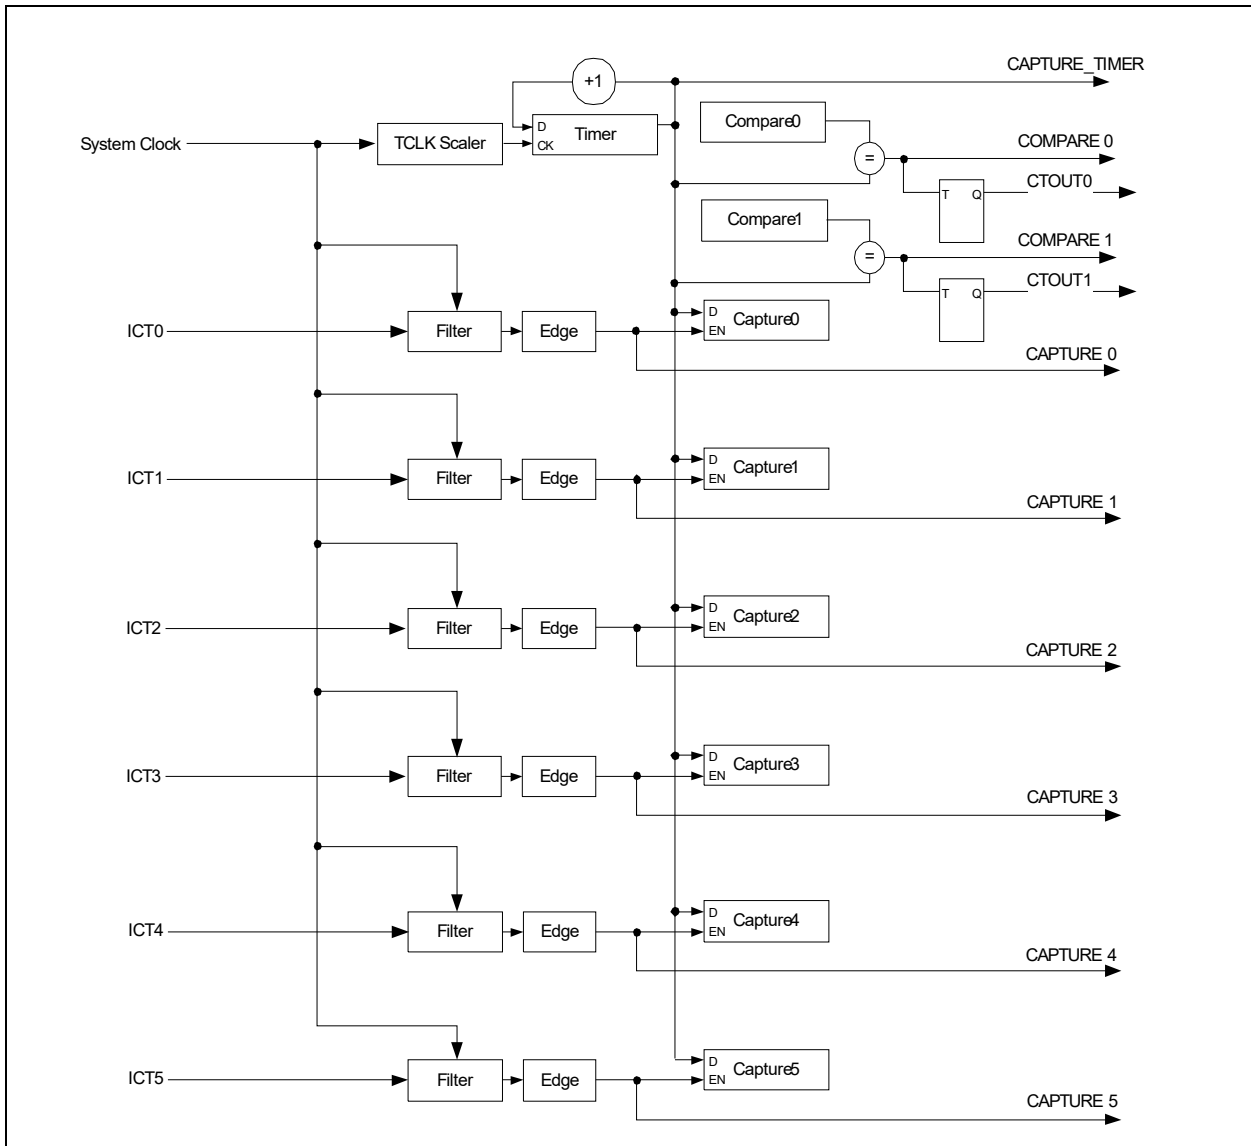 CAPTURE_TIMER
+1
Compare0
D
Timer
CK
System Clock
TCLK Scaler
COMPARE 0
=
CTOUT0
T Q
Compare1
COMPARE 1
=
CTOUT1
T Q
D
Capture0
EN
ICT0
Filter
Edge
CAPTURE 0
D
Capture1
EN
ICT1
Filter
Edge
CAPTURE 1
D
Capture2
EN
ICT2
Filter
Edge
CAPTURE 2
D
Capture3
EN
ICT3
Filter
Edge
CAPTURE 3
D
Capture4
EN
ICT4
Filter
Edge
CAPTURE 4
D
Capture5
EN
ICT5
Filter
Edge
CAPTURE 5